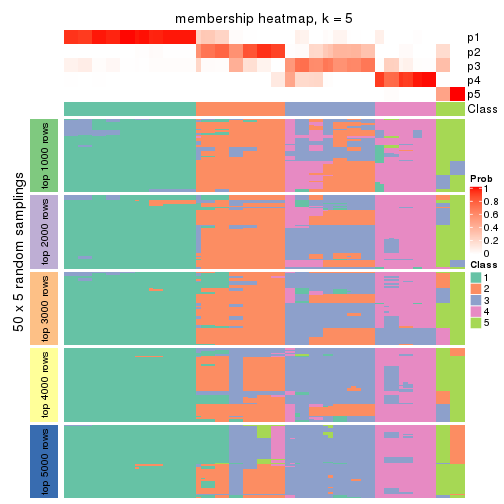 membership heatmap, k = 5
p1
p2
p3
p4
p5
Class
50 x 5 random samplings
top 1000 rows
top 2000 rows
top 3000 rows
top 4000 rows
top 5000 rows
Prob
1
0.8
0.6
0.4
0.2
0
Class
1
2
3
4
5